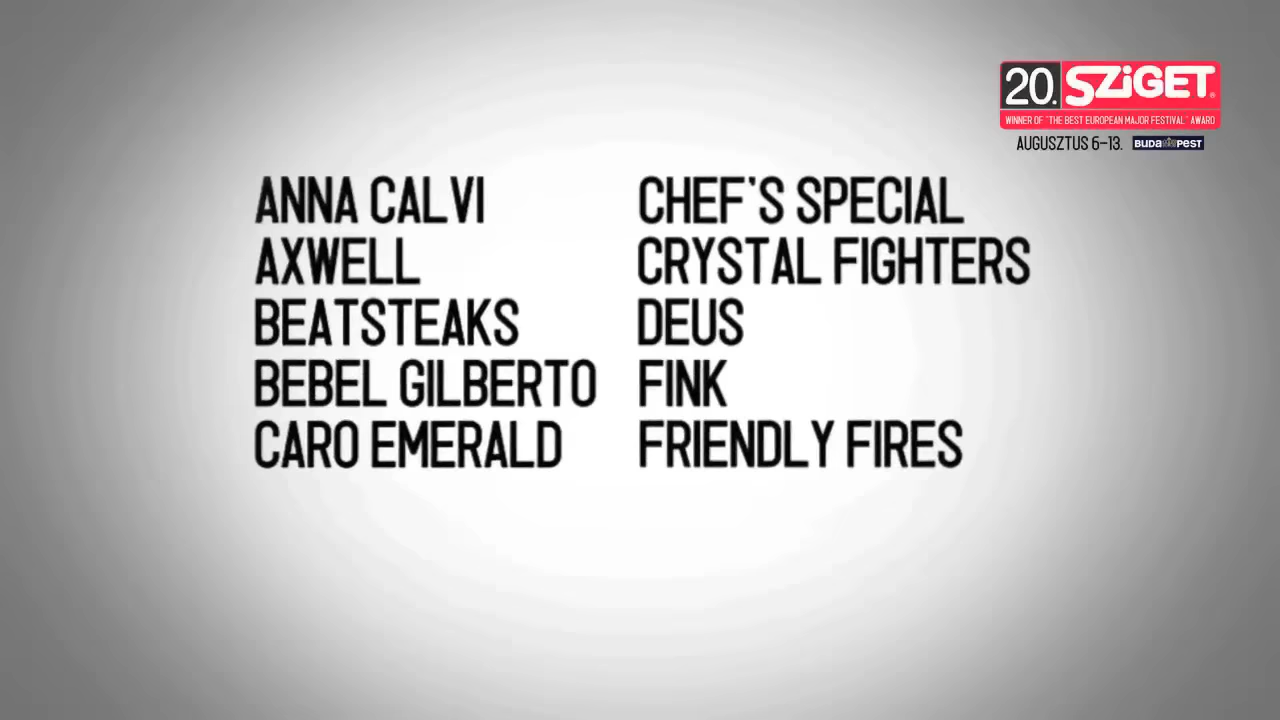 20. SZiGET
WINNER OF "THE BEST EUROPEAN MAJOR FESTIVAL" AWARD
AUGUSZTUS 6-13. BUDAPEST
ANNA CALVI
AXWELL
BEATSTEAKS
BEBEL GILBERTO
CARO EMERALD
CHEF'S SPECIAL
CRYSTAL FIGHTERS
DEUS
FINK
FRIENDLY FIRES